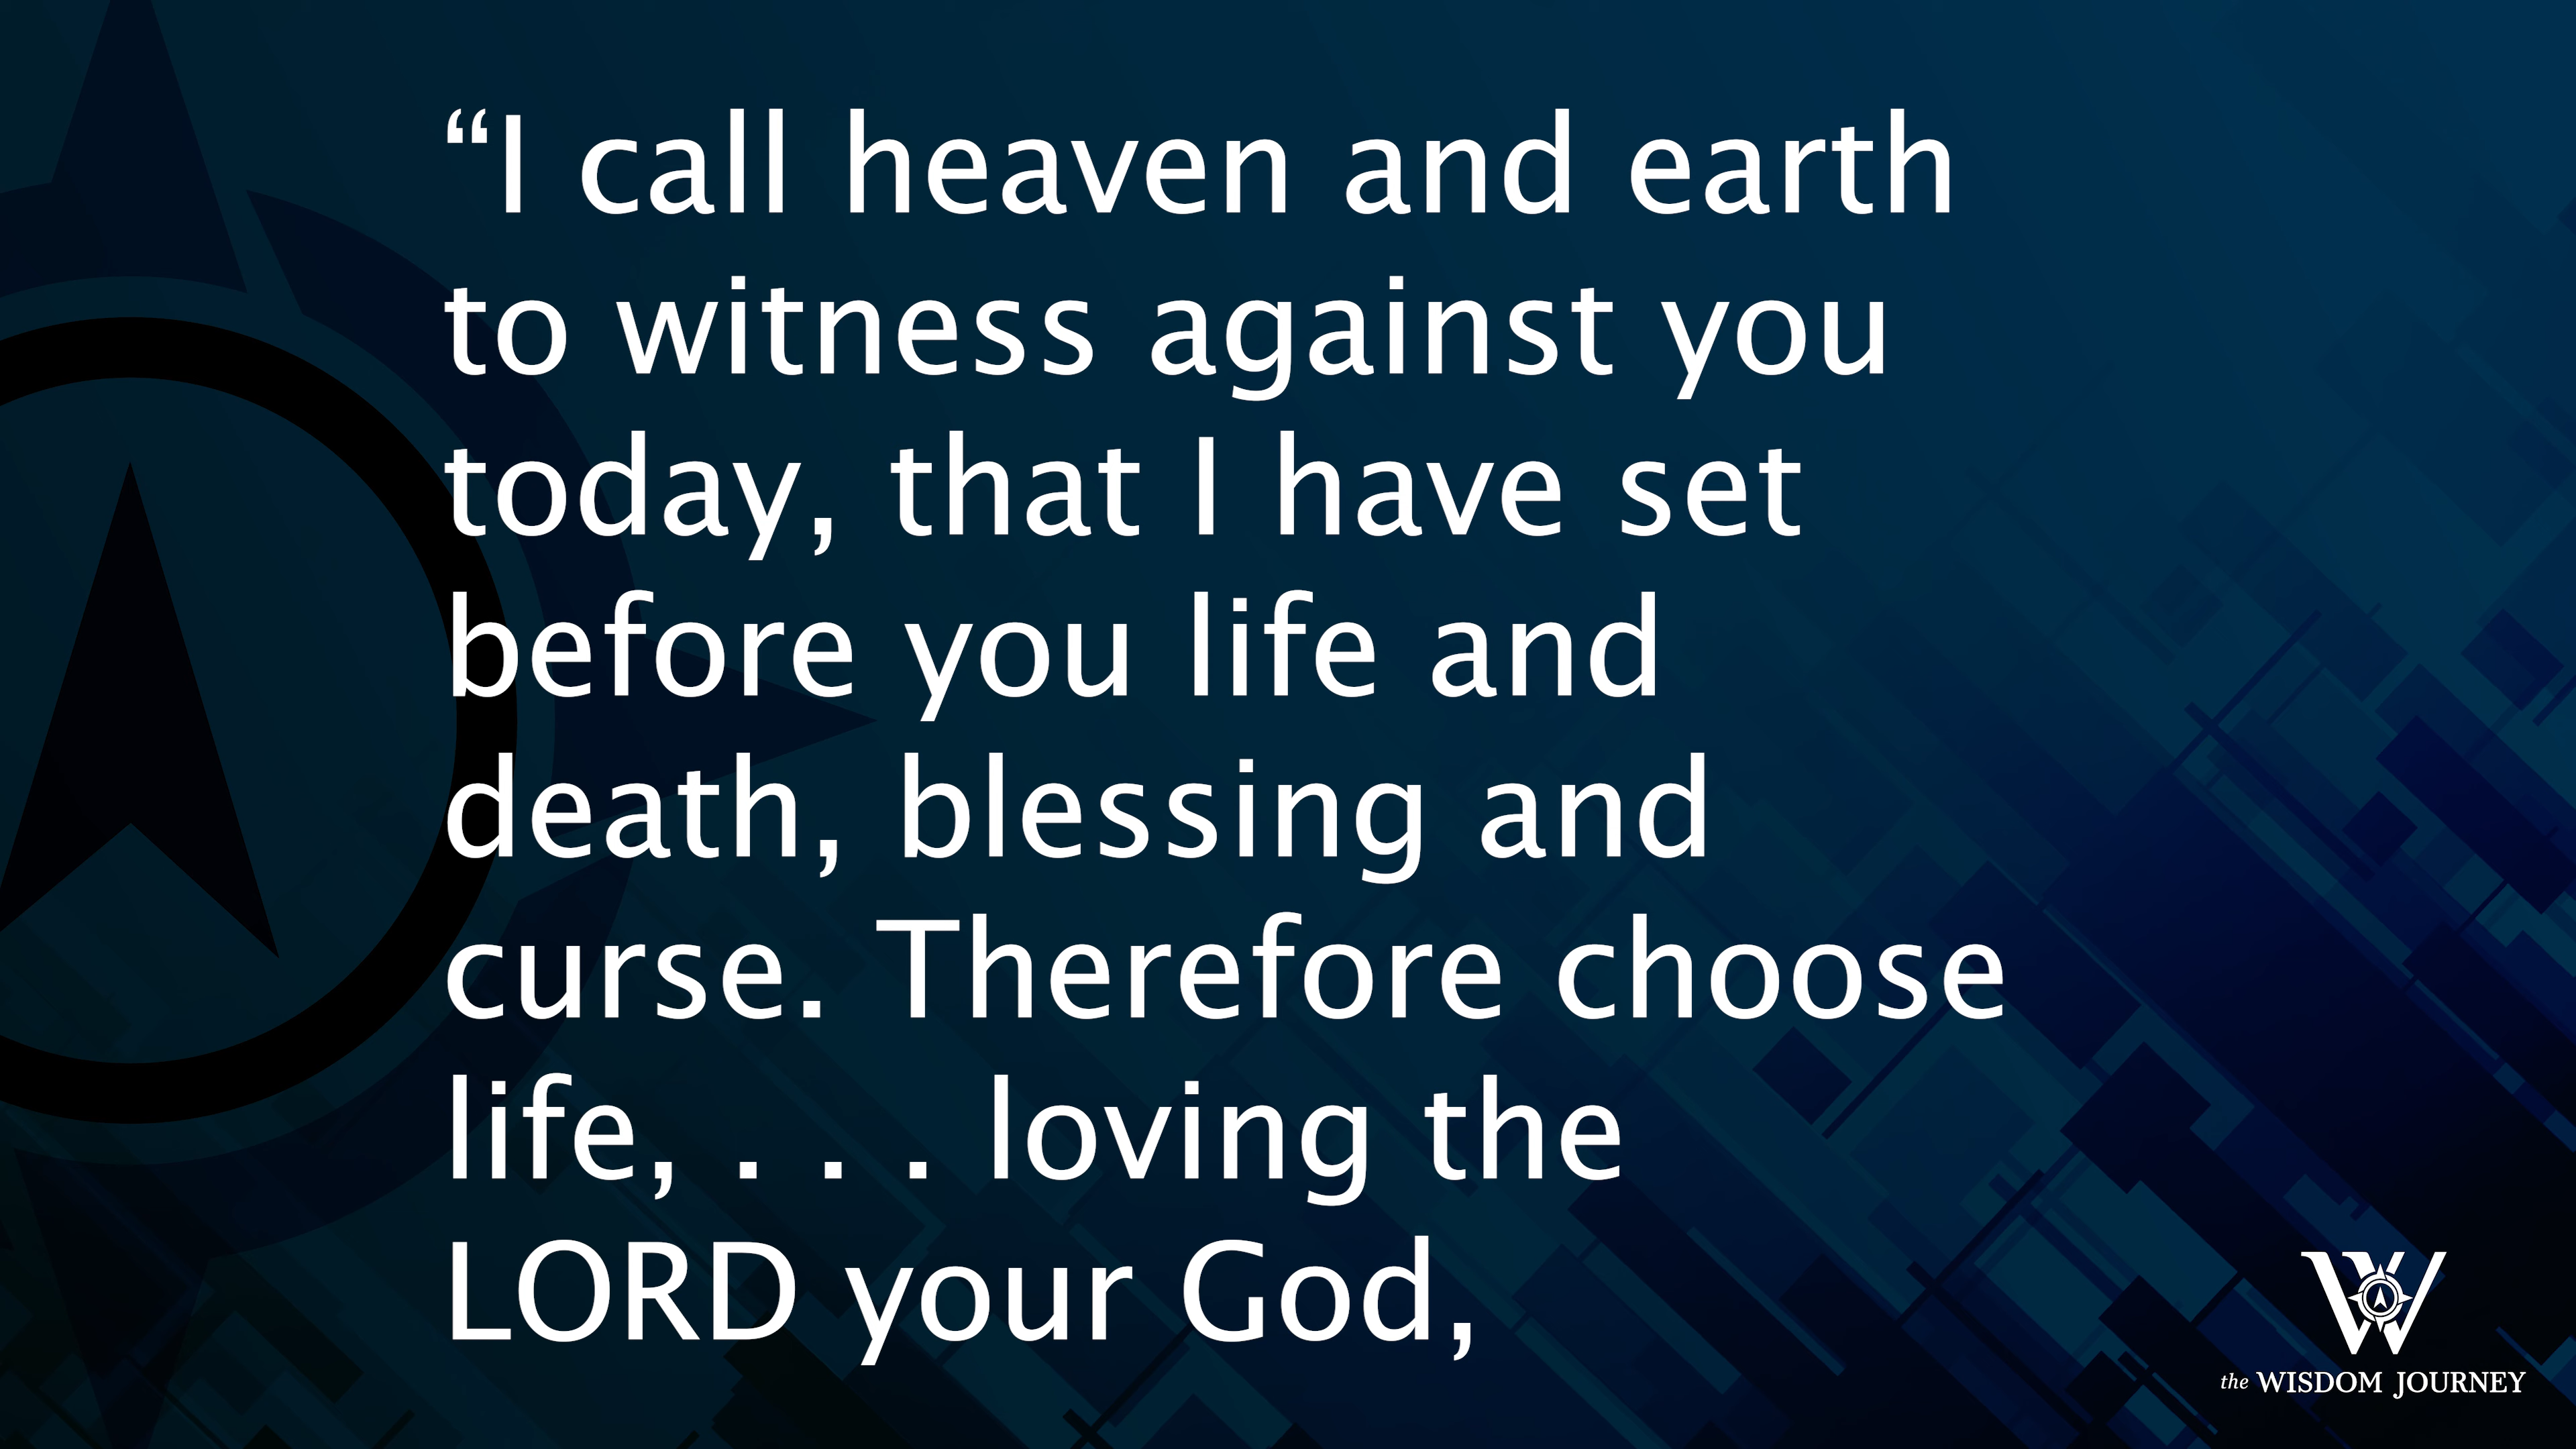 “I call heaven and earth
to witness against you
today, that I have set
before you life and
death, blessing and
curse. Therefore choose
life, . . . loving the
LORD your God,
W
the WISDOM JOURNEY